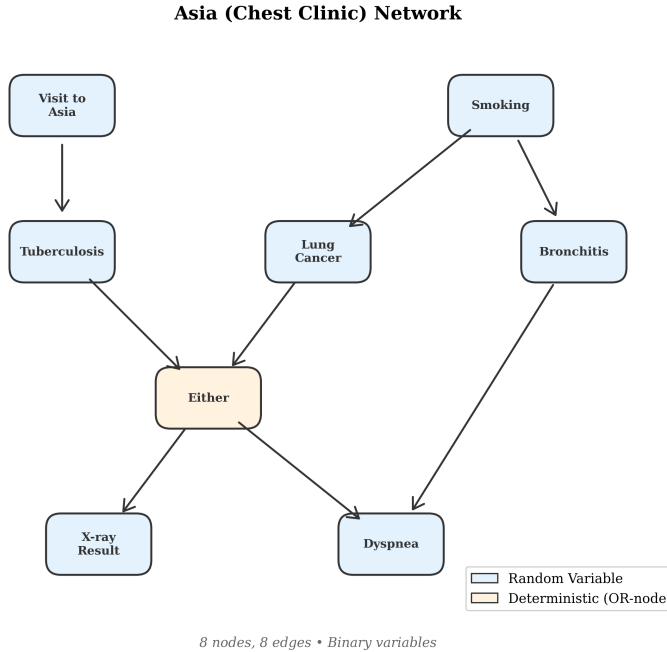 Asia (Chest Clinic) Network
Visit to
Asia
Smoking
Tuberculosis
Lung
Cancer
Bronchitis
Either
X-ray
Result
Dyspnea
Random Variable
Deterministic (OR-node
8 nodes, 8 edges • Binary variables